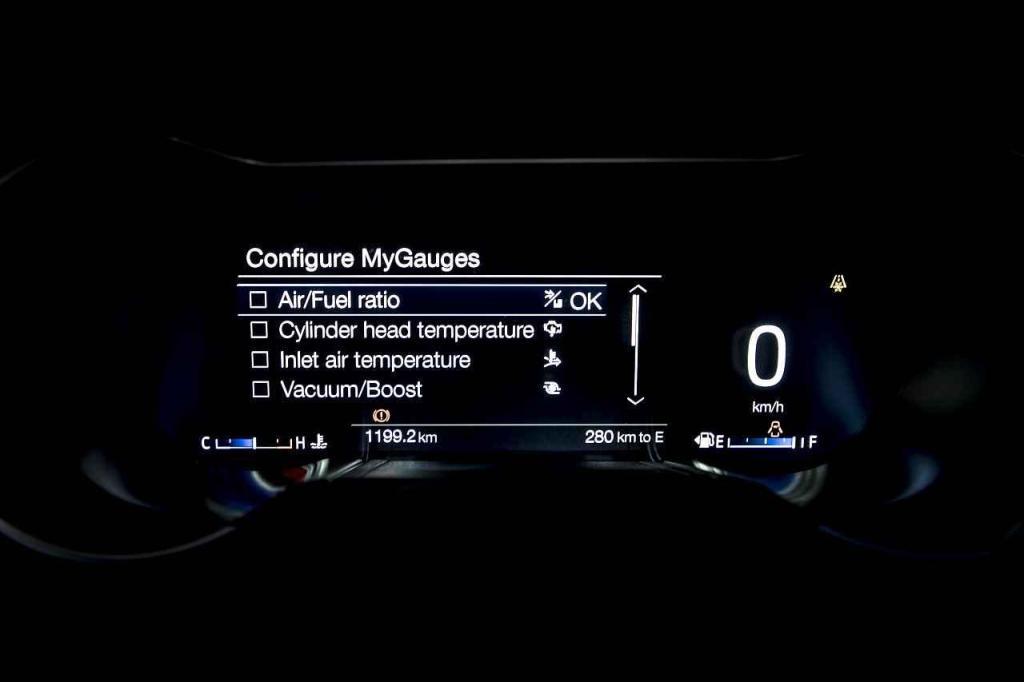 Configure MyGauges
Air/Fuel ratio OK
Cylinder head temperature
Inlet air temperature
Vacuum/Boost
0
km/h
1199.2 km 280 km to E
C H E F